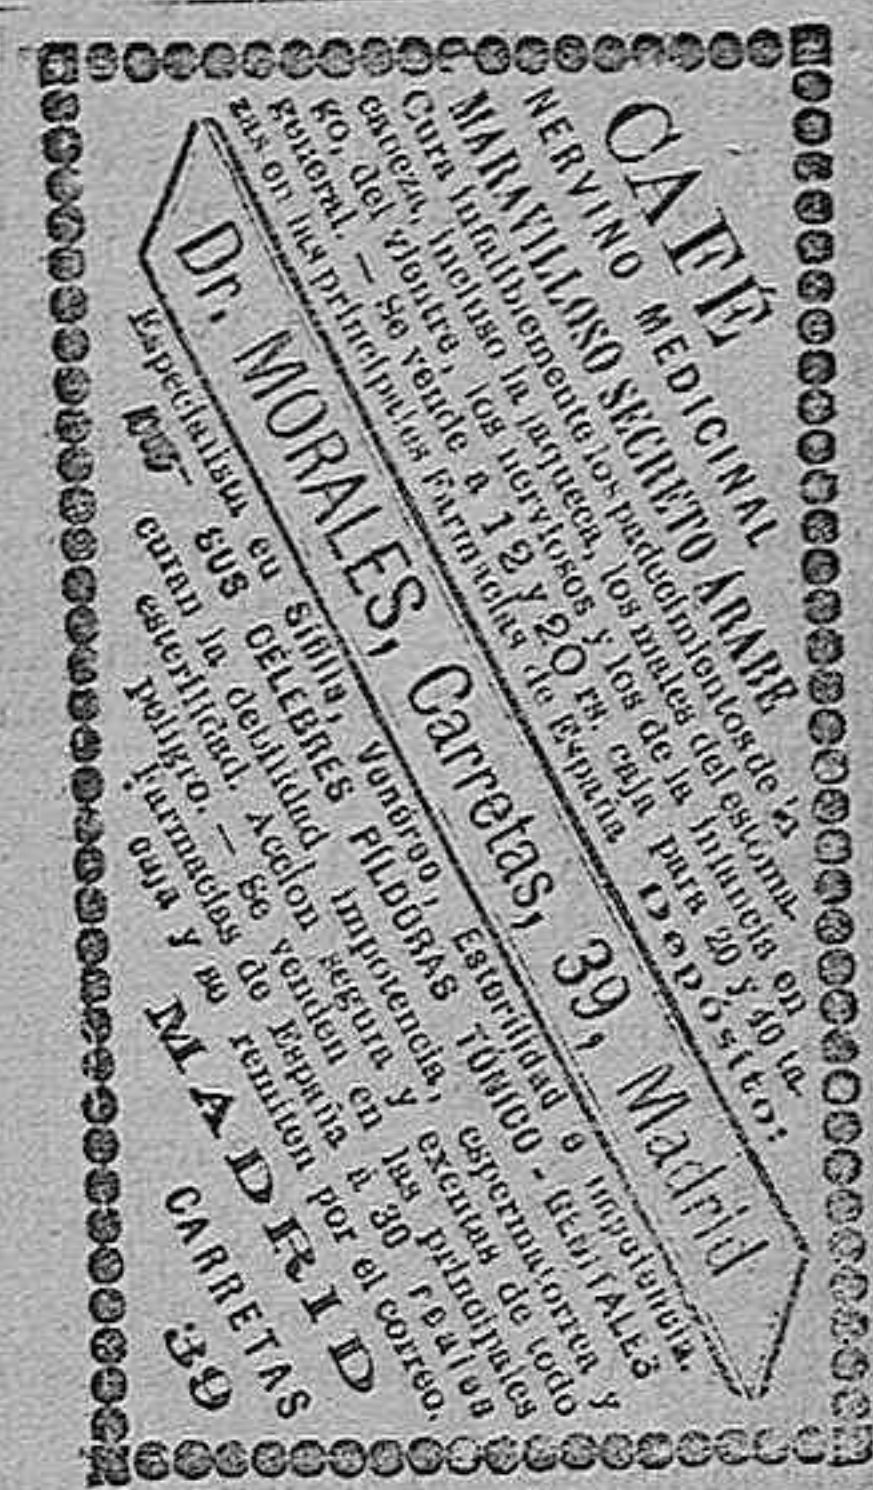 CAFÉ
NERVINO MEDICINAL
MARAVILLOSO SECRETO ÁRABE
Cura infaliblemente los padecimientos de la
cabeza, incluso la jaqueca, los males del estóma-
go, del vientre, los nerviosos y los de la infancia en
general. — Se vende a 12 y 20 rs. caja para 20 y 40 ta-
zas en las principales Farmacias de España Depósito:
Dr. MORALES, Carretas, 39, Madrid
Especialista en Sífilis, Venéreo, Esterilidad e Impotencia.
SUS CÉLEBRES PÍLDORAS TÓNICO-GENITALES
curan la debilidad, impotencia, espermatorrea y
esterilidad. Acción segura y exentas de todo
peligro. — Se venden en las principales
Farmacias de España á 30 reales
caja y se remiten por el correo.
MADRID
CARRETAS
39